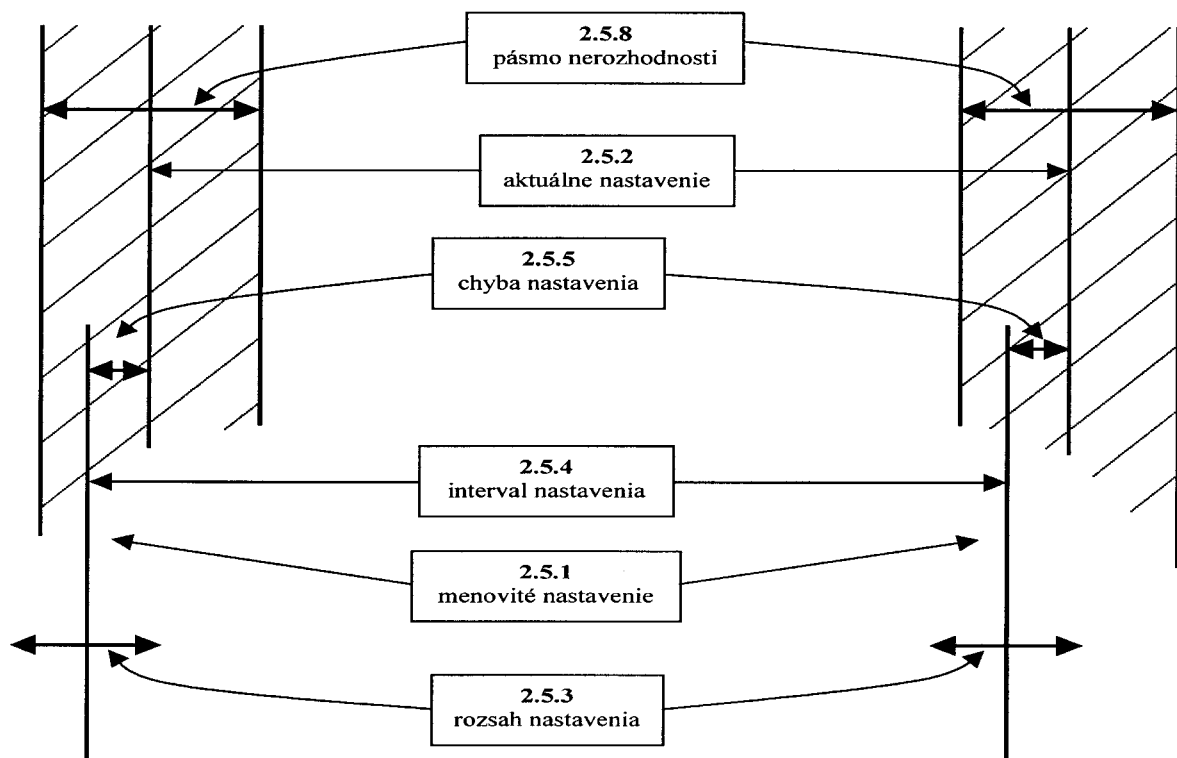 2.5.8
pásmo nerozhodnosti
2.5.2
aktuálne nastavenie
2.5.5
chyba nastavenia
2.5.4
interval nastavenia
2.5.1
menovité nastavenie
2.5.3
rozsah nastavenia